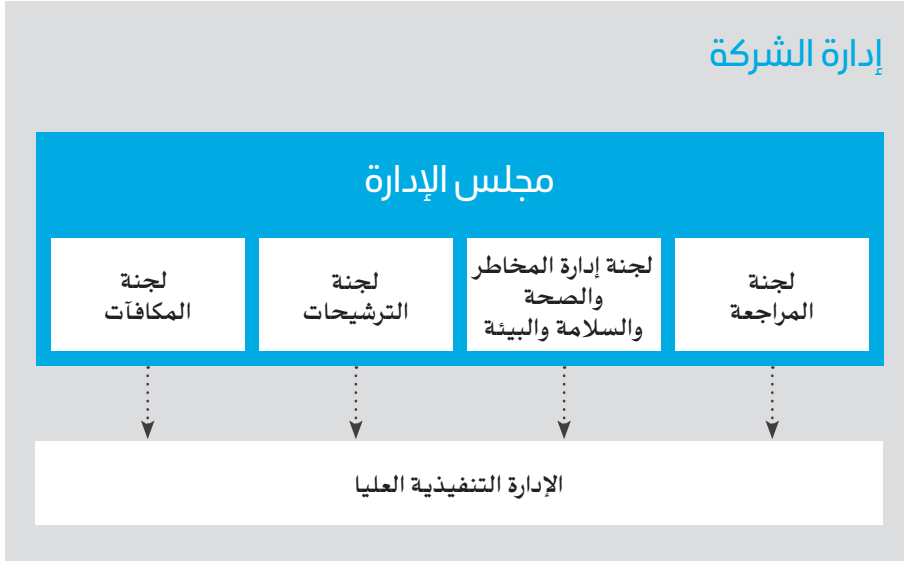 إدارة الشركة
مجلس الإدارة
لجنة
المراجعة
لجنة إدارة المخاطر
والصحة
والسلامة والبيئة
لجنة
الترشيحات
لجنة
المكافآت
الإدارة التنفيذية العليا